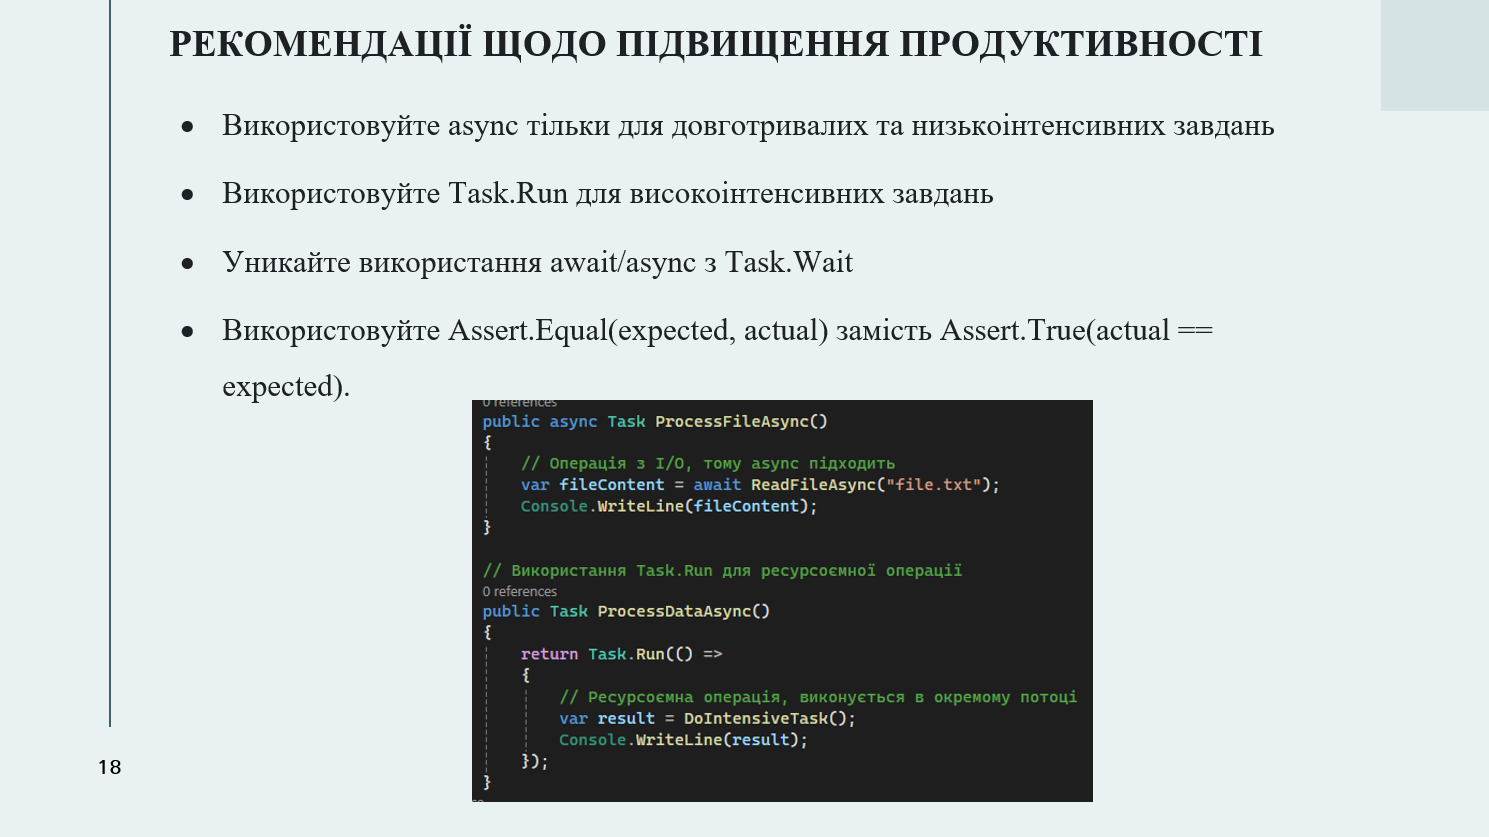 РЕКОМЕНДАЦІЇ ЩОДО ПІДВИЩЕННЯ ПРОДУКТИВНОСТІ
● Використовуйте async тільки для довготривалих та низькоінтенсивних завдань
● Використовуйте Task.Run для високоінтенсивних завдань
● Уникайте використання await/async з Task.Wait
● Використовуйте Assert.Equal(expected, actual) замість Assert.True(actual ==
expected).
0 references
public async Task ProcessFileAsync()
{
    // Операція з I/O, тому async підходить
    var fileContent = await ReadFileAsync("file.txt");
    Console.WriteLine(fileContent);
}
// Використання Task.Run для ресурсоємної операції
0 references
public Task ProcessDataAsync()
{
    return Task.Run(() =>
    {
        // Ресурсоємна операція, виконується в окремому потоці
        var result = DoIntensiveTask();
        Console.WriteLine(result);
    });
}
18